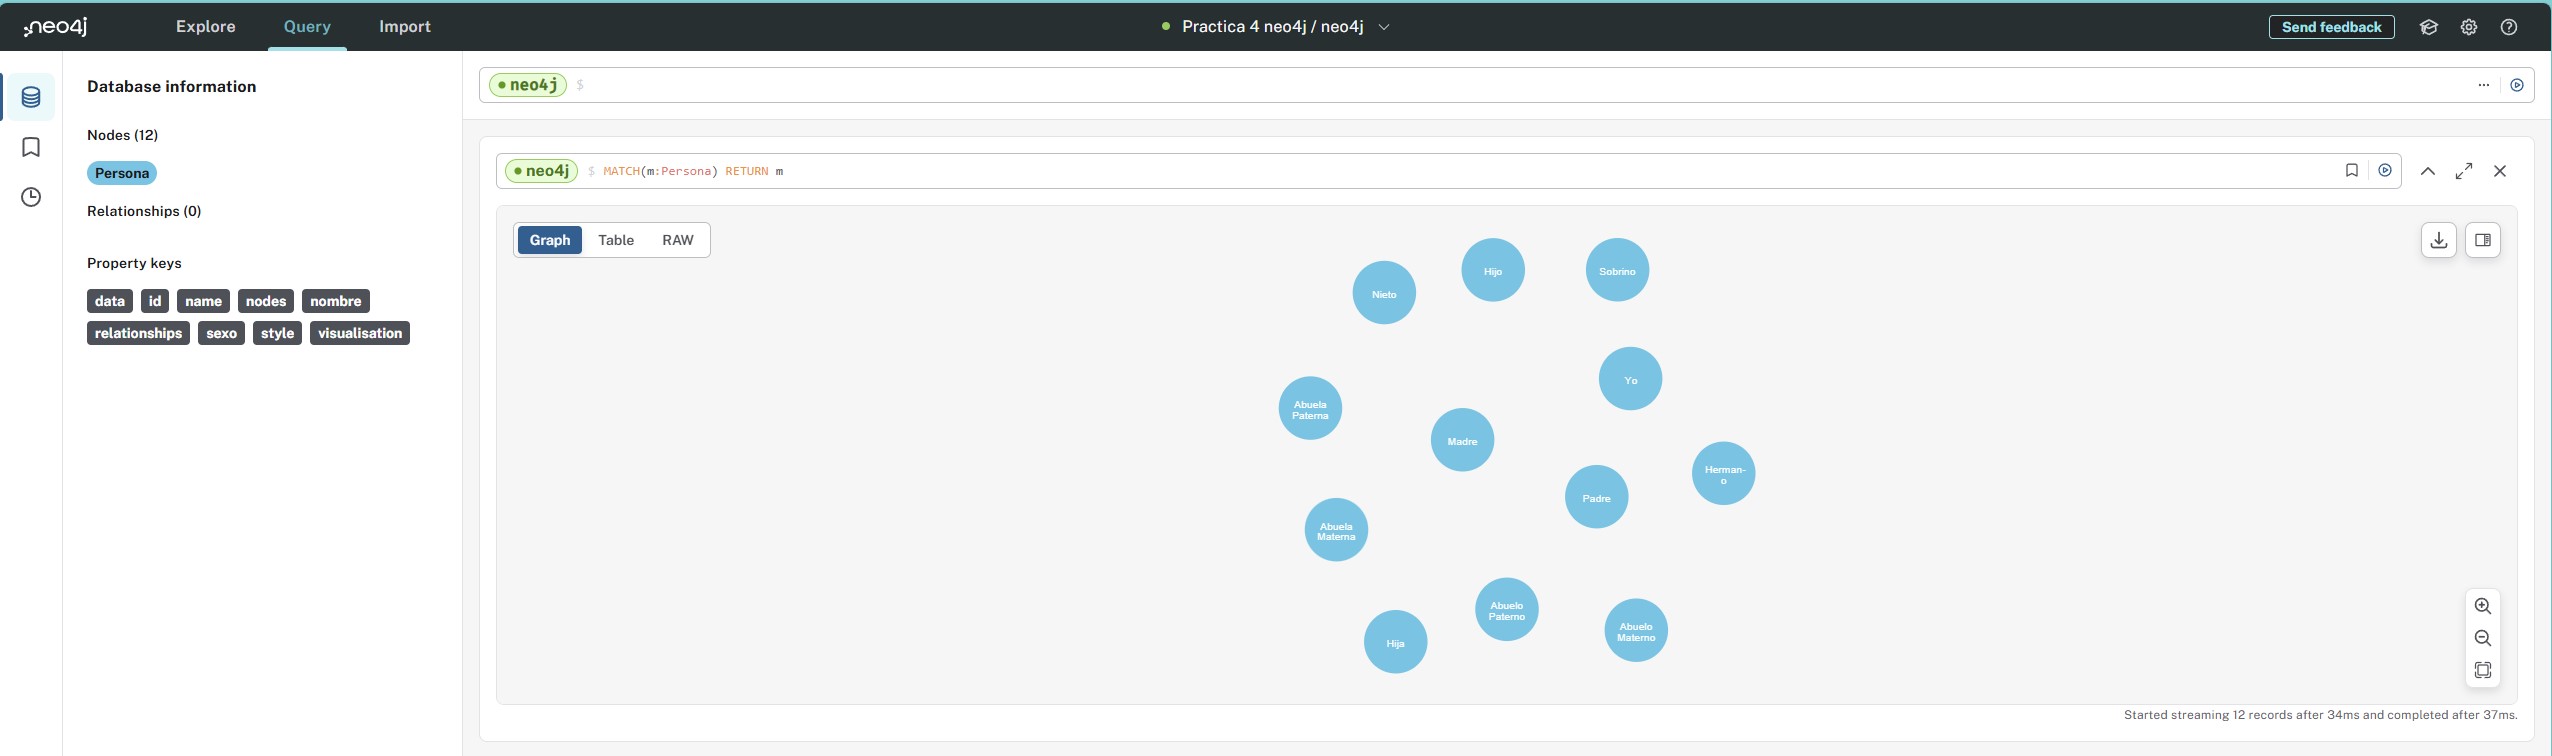 neo4j
Explore
Query
Import
Practica 4 neo4j / neo4j
Send feedback
Database information
Nodes (12)
Persona
Relationships (0)
Property keys
data id name nodes nombre
relationships sexo style visualisation
neo4j $
neo4j $ MATCH(m:Persona) RETURN m
Graph Table RAW
Hijo
Sobrino
Nieto
Yo
Abuela
Paterna
Madre
Herman-
o
Padre
Abuela
Materna
Abuelo
Paterno
Abuelo
Materno
Hija
Started streaming 12 records after 34ms and completed after 37ms.